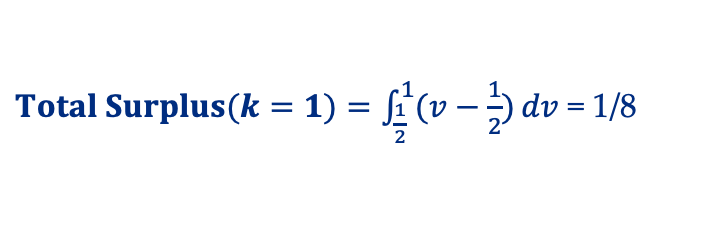 Total Surplus(k = 1) = ∫_{1/2}^{1} (v − 1/2) dv = 1/8